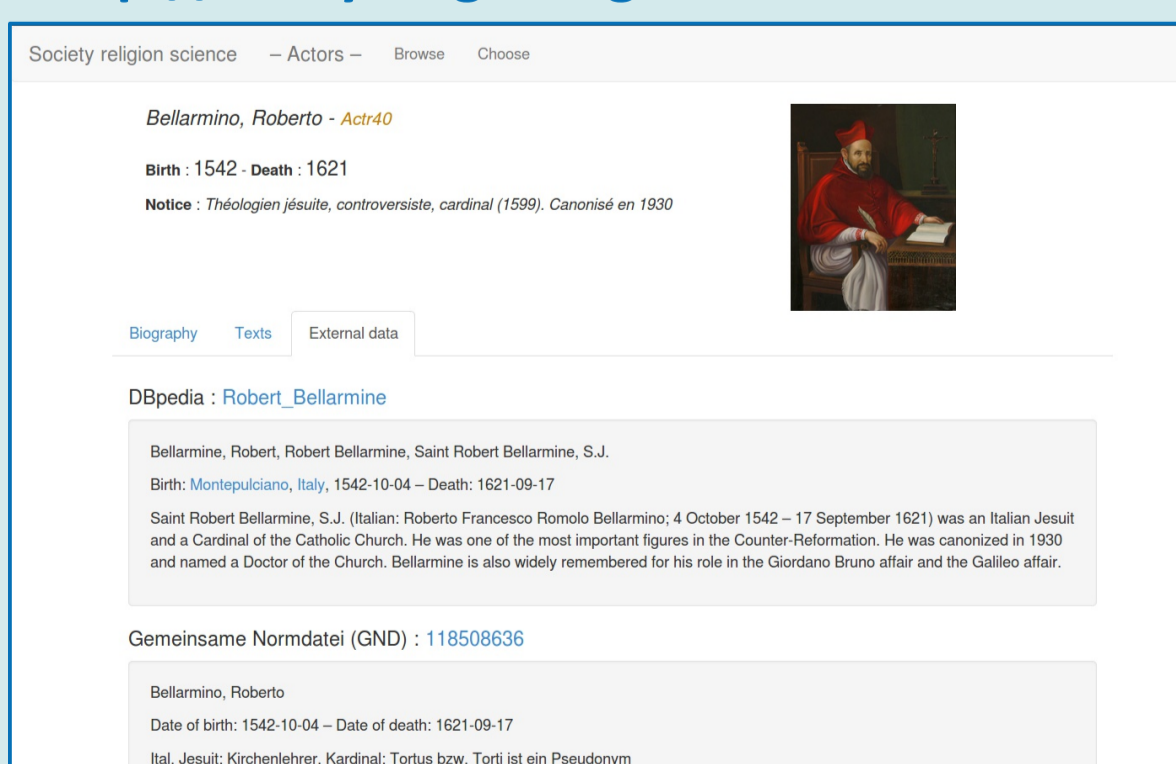 Society religion science – Actors – Browse Choose
Bellarmino, Roberto - Actr40
Birth : 1542 - Death : 1621
Notice : Théologien jésuite, controversiste, cardinal (1599). Canonisé en 1930
Biography Texts External data
DBpedia : Robert_Bellarmine
Bellarmine, Robert, Robert Bellarmine, Saint Robert Bellarmine, S.J.
Birth: Montepulciano, Italy, 1542-10-04 – Death: 1621-09-17
Saint Robert Bellarmine, S.J. (Italian: Roberto Francesco Romolo Bellarmino; 4 October 1542 – 17 September 1621) was an Italian Jesuit
and a Cardinal of the Catholic Church. He was one of the most important figures in the Counter-Reformation. He was canonized in 1930
and named a Doctor of the Church. Bellarmine is also widely remembered for his role in the Giordano Bruno affair and the Galileo affair.
Gemeinsame Normdatei (GND) : 118508636
Bellarmino, Roberto
Date of birth: 1542-10-04 – Date of death: 1621-09-17
Ital. Jesuit; Kirchenlehrer, Kardinal; Tortus bzw. Torti ist ein Pseudonym